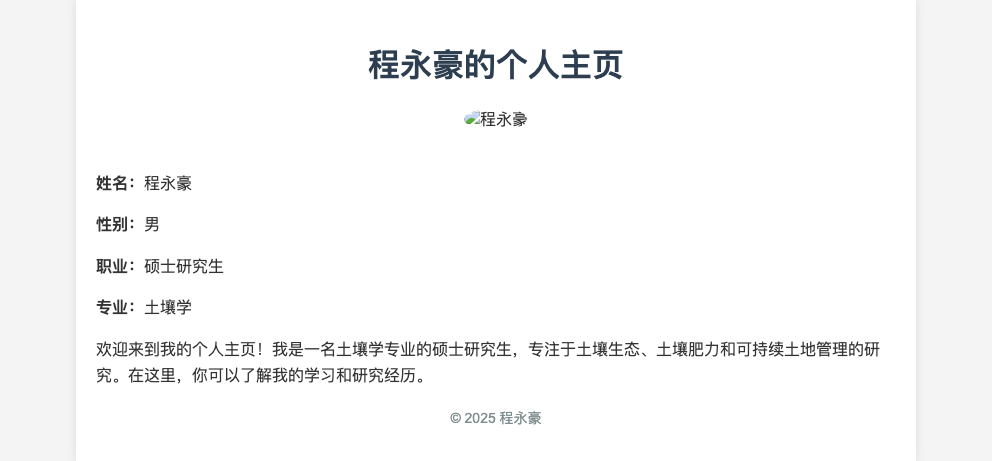 程永豪的个人主页
程永豪
姓名：程永豪
性别：男
职业：硕士研究生
专业：土壤学
欢迎来到我的个人主页！我是一名土壤学专业的硕士研究生，专注于土壤生态、土壤肥力和可持续土地管理的研
究。在这里，你可以了解我的学习和研究经历。
© 2025 程永豪